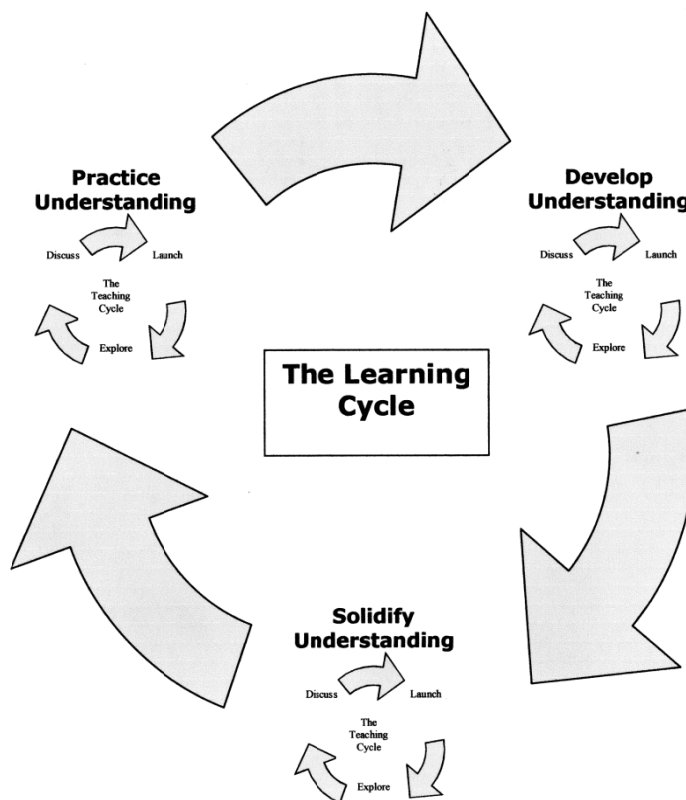 Practice
Understanding
Discuss
Launch
The
Teaching
Cycle
Explore
Develop
Understanding
Discuss
Launch
The
Teaching
Cycle
Explore
The Learning
Cycle
Solidify
Understanding
Discuss
Launch
The
Teaching
Cycle
Explore